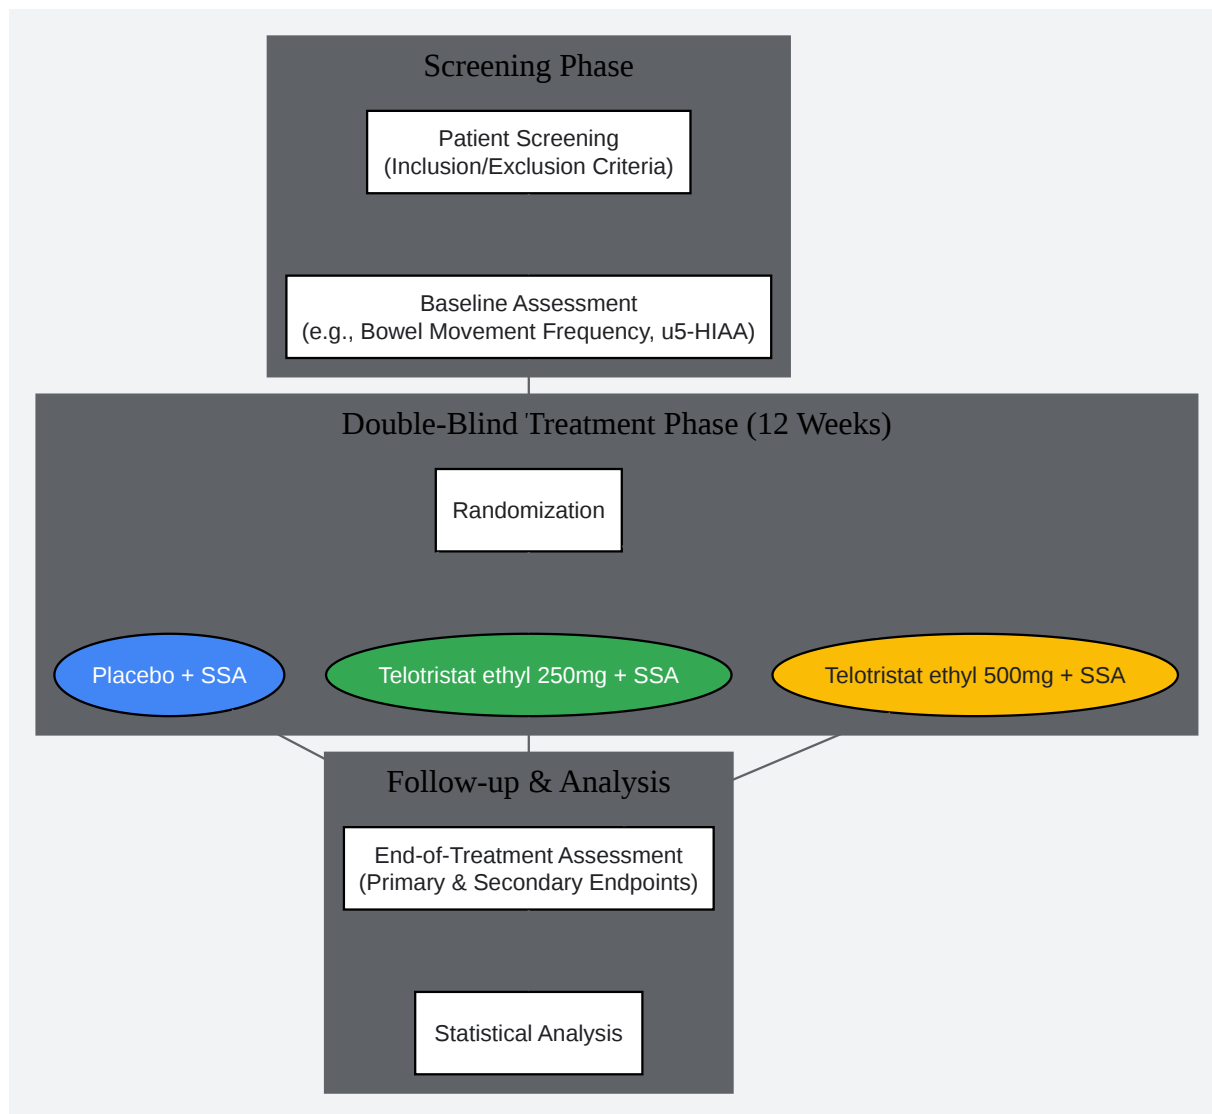 Screening Phase
Patient Screening
(Inclusion/Exclusion Criteria)
Baseline Assessment
(e.g., Bowel Movement Frequency, u5-HIAA)
Double-Blind Treatment Phase (12 Weeks)
Randomization
Placebo + SSA
Telotristat ethyl 250mg + SSA
Telotristat ethyl 500mg + SSA
Follow-up & Analysis
End-of-Treatment Assessment
(Primary & Secondary Endpoints)
Statistical Analysis